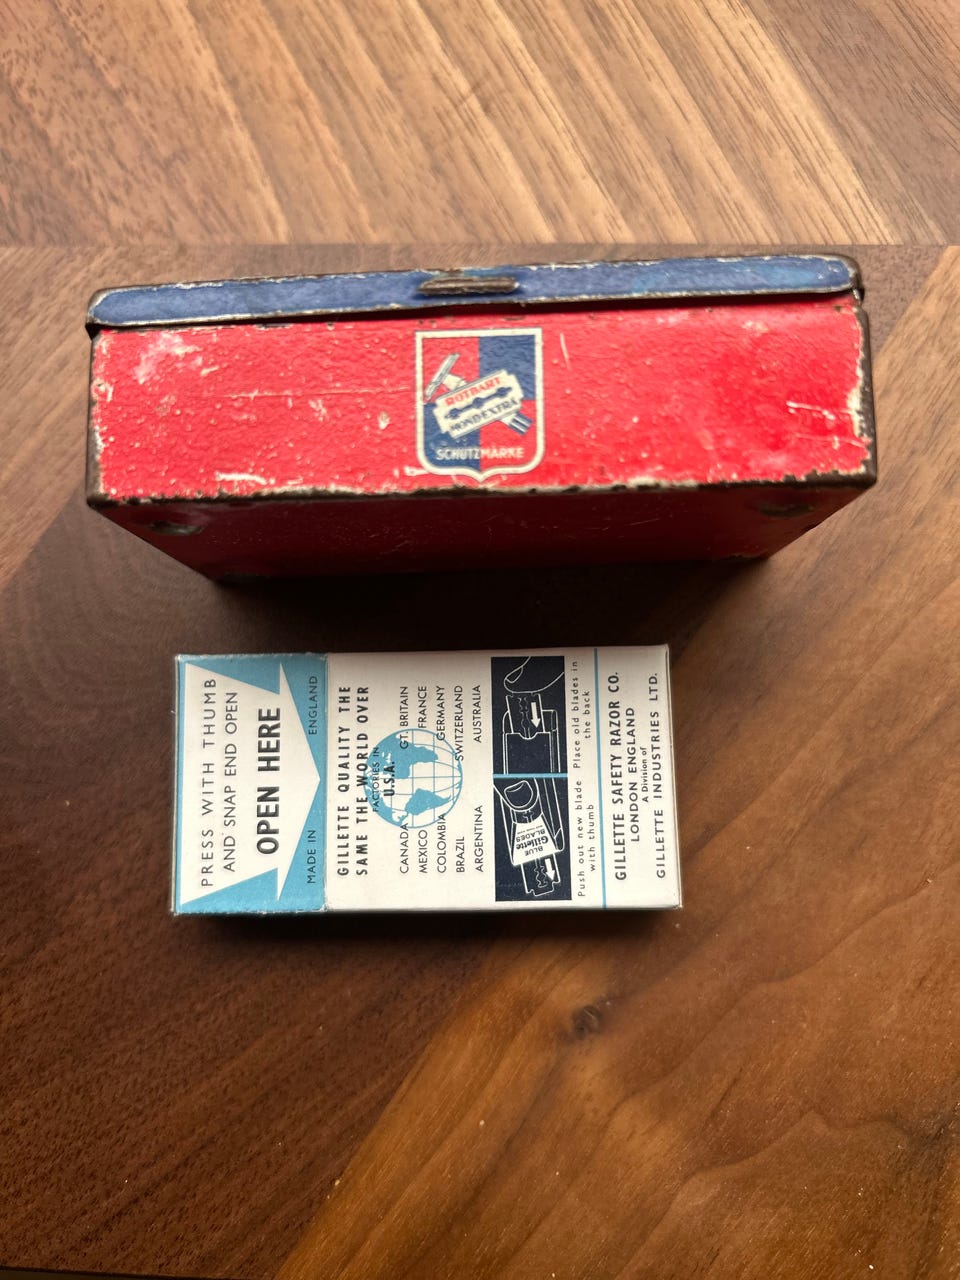 ROTBART
MONDEXTRA
SCHUTZMARKE
PRESS WITH THUMB
AND SNAP END OPEN
OPEN HERE
MADE IN ENGLAND
GILLETTE QUALITY THE
SAME THE WORLD OVER
FACTORIES IN
U.S.A.
CANADA GT. BRITAIN
MEXICO FRANCE
COLOMBIA GERMANY
BRAZIL SWITZERLAND
ARGENTINA AUSTRALIA
BLUE
Gillette
BLADES
Push out new blade
with thumb
Place old blades in
the back
GILLETTE SAFETY RAZOR CO.
LONDON ENGLAND
A Division of
GILLETTE INDUSTRIES LTD.